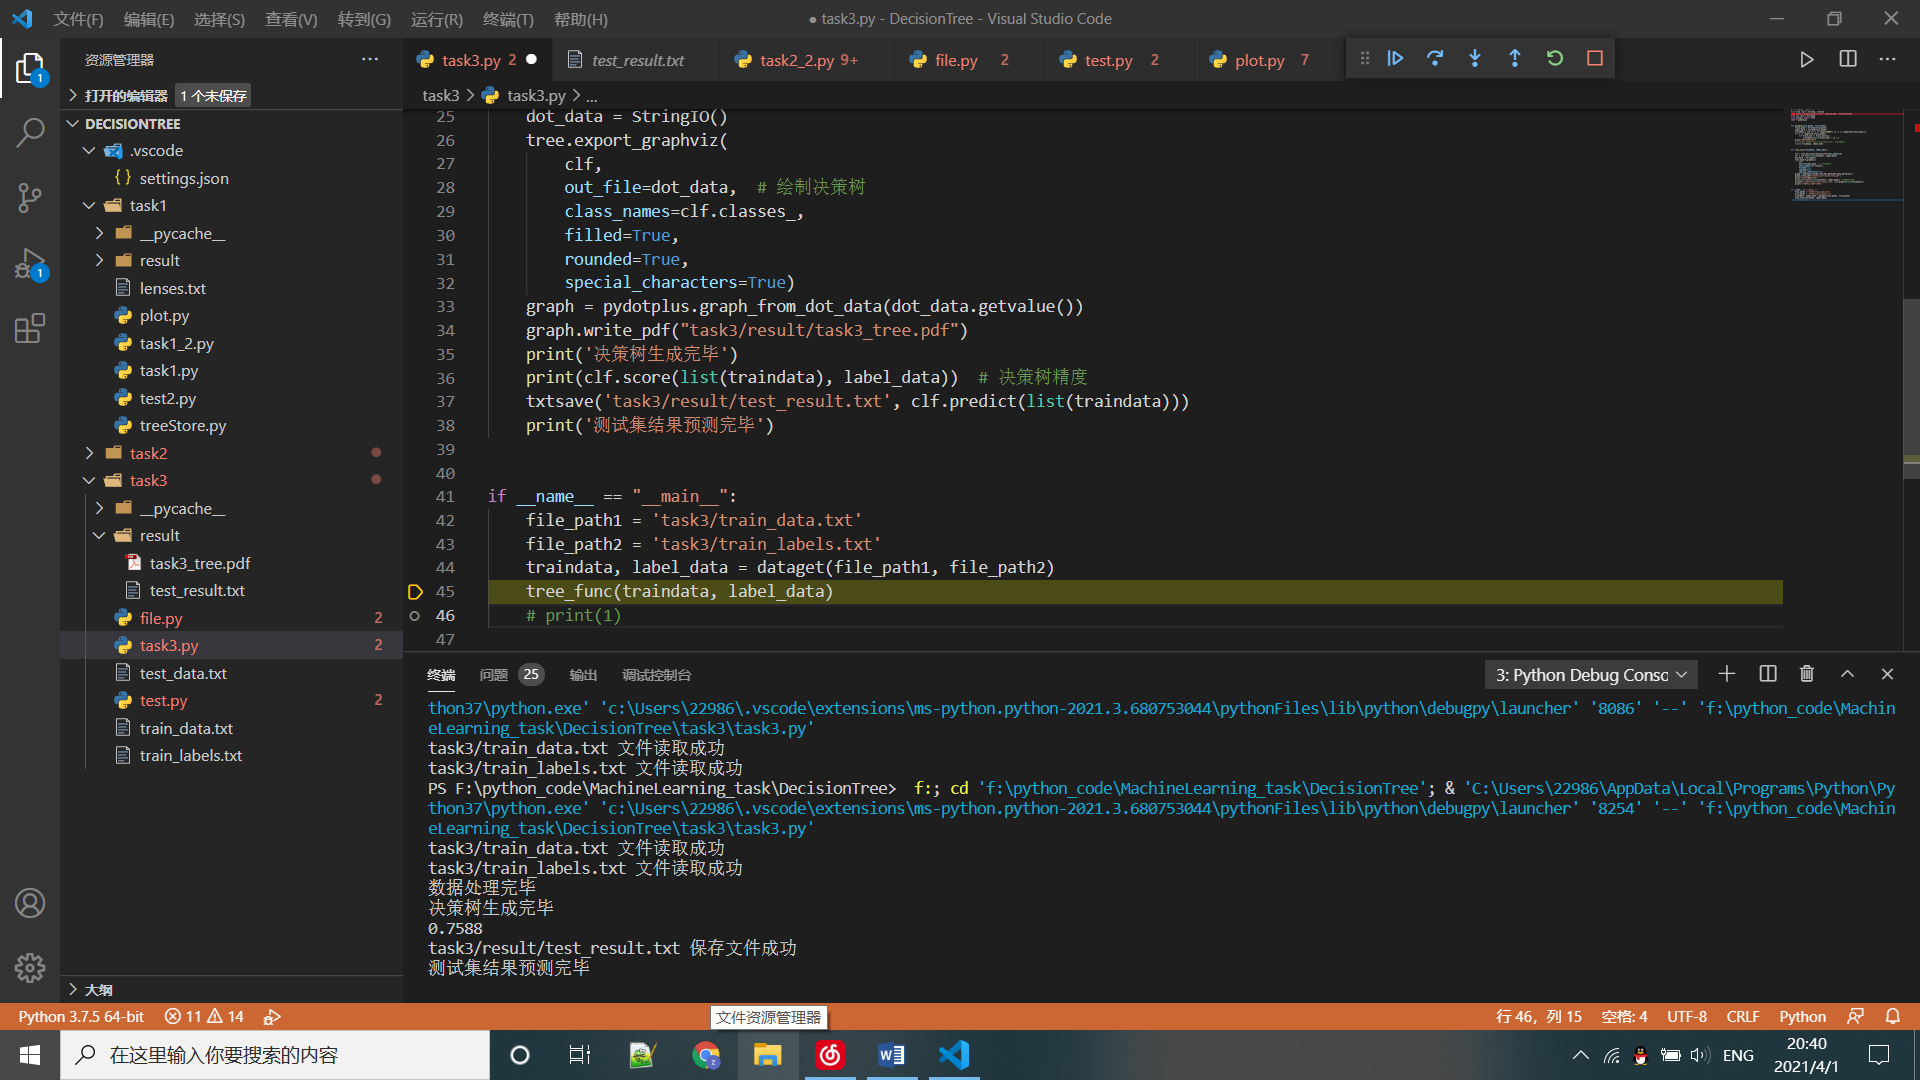 文件(F) 编辑(E) 选择(S) 查看(V) 转到(G) 运行(R) 终端(T) 帮助(H)
● task3.py - DecisionTree - Visual Studio Code
资源管理器
打开的编辑器 1 个未保存
DECISIONTREE
.vscode
settings.json
task1
__pycache__
result
lenses.txt
plot.py
task1_2.py
task1.py
test2.py
treeStore.py
task2
task3
__pycache__
result
task3_tree.pdf
test_result.txt
file.py 2
task3.py 2
test_data.txt
test.py 2
train_data.txt
train_labels.txt
大纲
1
1
task3.py 2 test_result.txt task2_2.py 9+ file.py 2 test.py 2 plot.py 7
task3 > task3.py > ...
25 dot_data = StringIO()
26 tree.export_graphviz(
27 clf,
28 out_file=dot_data, # 绘制决策树
29 class_names=clf.classes_,
30 filled=True,
31 rounded=True,
32 special_characters=True)
33 graph = pydotplus.graph_from_dot_data(dot_data.getvalue())
34 graph.write_pdf("task3/result/task3_tree.pdf")
35 print('决策树生成完毕')
36 print(clf.score(list(traindata), label_data)) # 决策树精度
37 txtsave('task3/result/test_result.txt', clf.predict(list(traindata)))
38 print('测试集结果预测完毕')
39
40
41 if __name__ == "__main__":
42 file_path1 = 'task3/train_data.txt'
43 file_path2 = 'task3/train_labels.txt'
44 traindata, label_data = dataget(file_path1, file_path2)
45 tree_func(traindata, label_data)
46 # print(1)
47
终端 问题 25 输出 调试控制台
3: Python Debug Conso
thon37\python.exe' 'c:\Users\22986\.vscode\extensions\ms-python.python-2021.3.680753044\pythonFiles\lib\python\debugpy\launcher' '8086' '--' 'f:\python_code\Machin
eLearning_task\DecisionTree\task3\task3.py'
task3/train_data.txt 文件读取成功
task3/train_labels.txt 文件读取成功
PS F:\python_code\MachineLearning_task\DecisionTree> f:; cd 'f:\python_code\MachineLearning_task\DecisionTree'; & 'C:\Users\22986\AppData\Local\Programs\Python\Py
thon37\python.exe' 'c:\Users\22986\.vscode\extensions\ms-python.python-2021.3.680753044\pythonFiles\lib\python\debugpy\launcher' '8254' '--' 'f:\python_code\Machin
eLearning_task\DecisionTree\task3\task3.py'
task3/train_data.txt 文件读取成功
task3/train_labels.txt 文件读取成功
数据处理完毕
决策树生成完毕
0.7588
task3/result/test_result.txt 保存文件成功
测试集结果预测完毕
Python 3.7.5 64-bit 11 14
文件资源管理器
行 46，列 15 空格: 4 UTF-8 CRLF Python
在这里输入你要搜索的内容
ENG
20:40
2021/4/1